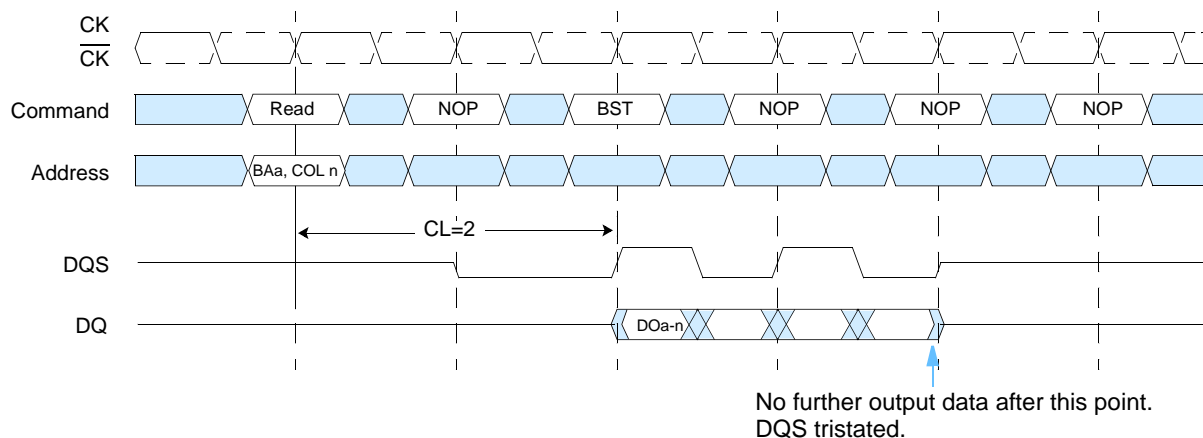 CK
CK
Command Read NOP BST NOP NOP NOP
Address BAa, COL n
CL=2
DQS
DQ DOa-n
No further output data after this point.
DQS tristated.